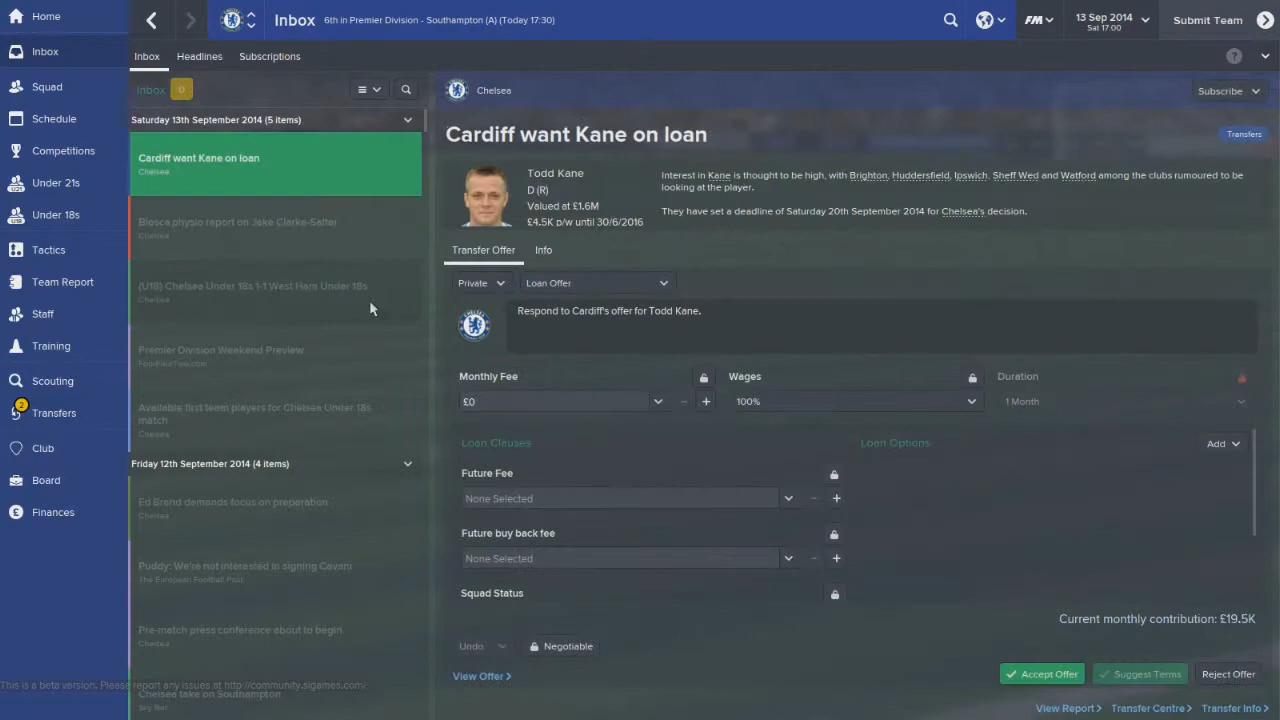 Home
Inbox
6th in Premier Division - Southampton (A) (Today 17:30)
FM
13 Sep 2014
Sat 17:00
Submit Team
Inbox
Squad
Schedule
Competitions
Under 21s
Under 18s
Tactics
Team Report
Staff
Training
Scouting
2
Transfers
Club
Board
Finances
Inbox
Headlines
Subscriptions
Inbox
0
Saturday 13th September 2014 (5 items)
Cardiff want Kane on loan
Chelsea
Biosca physio report on Jake Clarke-Salter
Chelsea
(U18) Chelsea Under 18s 1-1 West Ham Under 18s
Chelsea
Premier Division Weekend Preview
FourFourTwo.com
Available first team players for Chelsea Under 18s
match
Chelsea
Friday 12th September 2014 (4 items)
Ed Brand demands focus on preparation
Chelsea
Puddy: We're not interested in signing Cavani
The European Football Post
Pre-match press conference about to begin
Chelsea
This is a beta version. Please report any issues at http://community.sigames.com/
Chelsea take on Southampton
Sky Bet
Chelsea
Subscribe
Cardiff want Kane on loan
Transfers
Todd Kane
D (R)
Valued at £1.6M
£4.5K p/w until 30/6/2016
Interest in Kane is thought to be high, with Brighton, Huddersfield, Ipswich, Sheff Wed and Watford among the clubs rumoured to be
looking at the player.
They have set a deadline of Saturday 20th September 2014 for Chelsea's decision.
Transfer Offer
Info
Private
Loan Offer
Respond to Cardiff's offer for Todd Kane.
Monthly Fee
Wages
Duration
£0
100%
1 Month
Loan Clauses
Loan Options
Add
Future Fee
None Selected
Future buy back fee
None Selected
Squad Status
Current monthly contribution: £19.5K
Undo
Negotiable
View Offer
Accept Offer
Suggest Terms
Reject Offer
View Report
Transfer Centre
Transfer Info